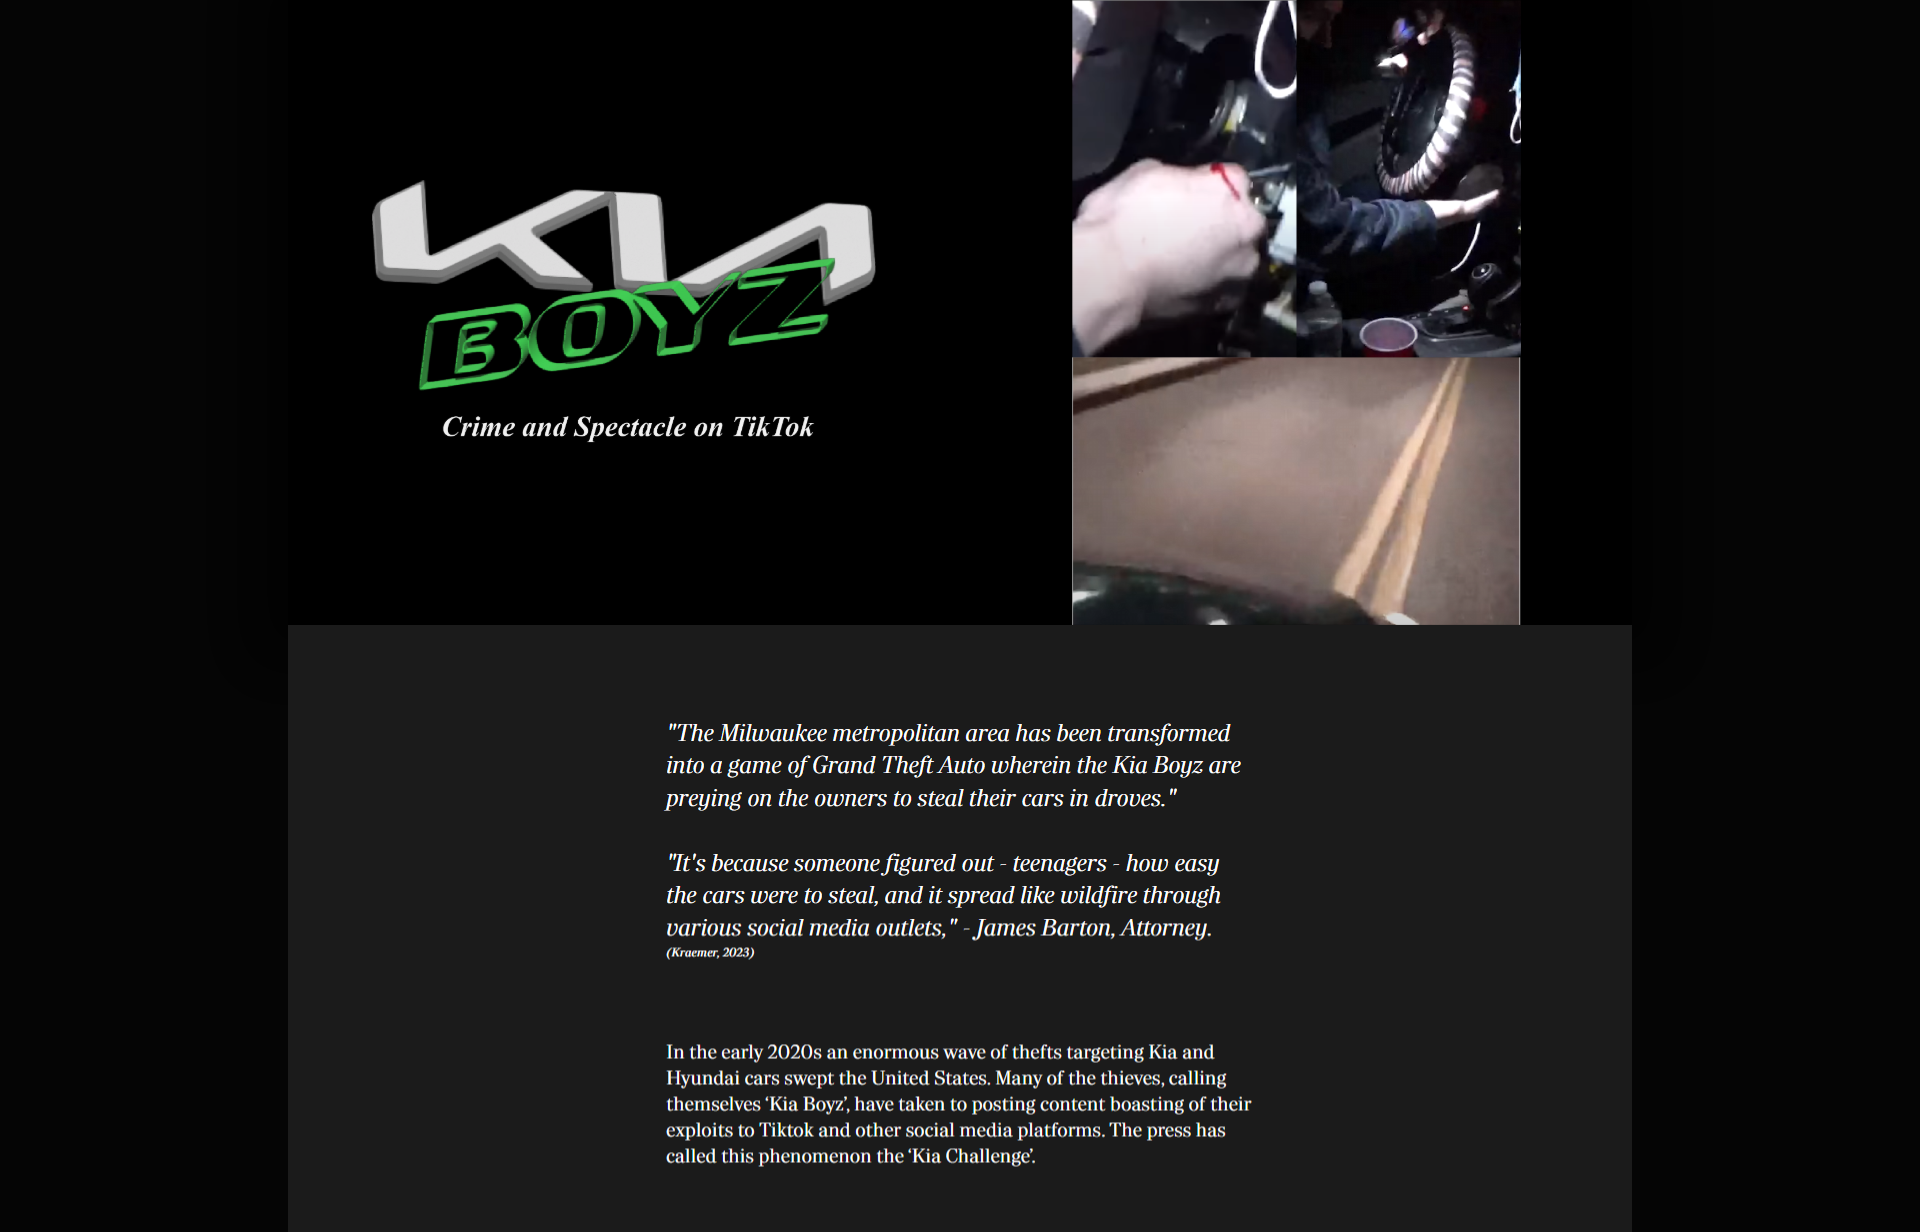 KIA
BOYZ
Crime and Spectacle on TikTok
"The Milwaukee metropolitan area has been transformed
into a game of Grand Theft Auto wherein the Kia Boyz are
preying on the owners to steal their cars in droves."
"It's because someone figured out - teenagers - how easy
the cars were to steal, and it spread like wildfire through
various social media outlets," - James Barton, Attorney.
(Kraemer, 2023)
In the early 2020s an enormous wave of thefts targeting Kia and
Hyundai cars swept the United States. Many of the thieves, calling
themselves ‘Kia Boyz’, have taken to posting content boasting of their
exploits to Tiktok and other social media platforms. The press has
called this phenomenon the ‘Kia Challenge’.